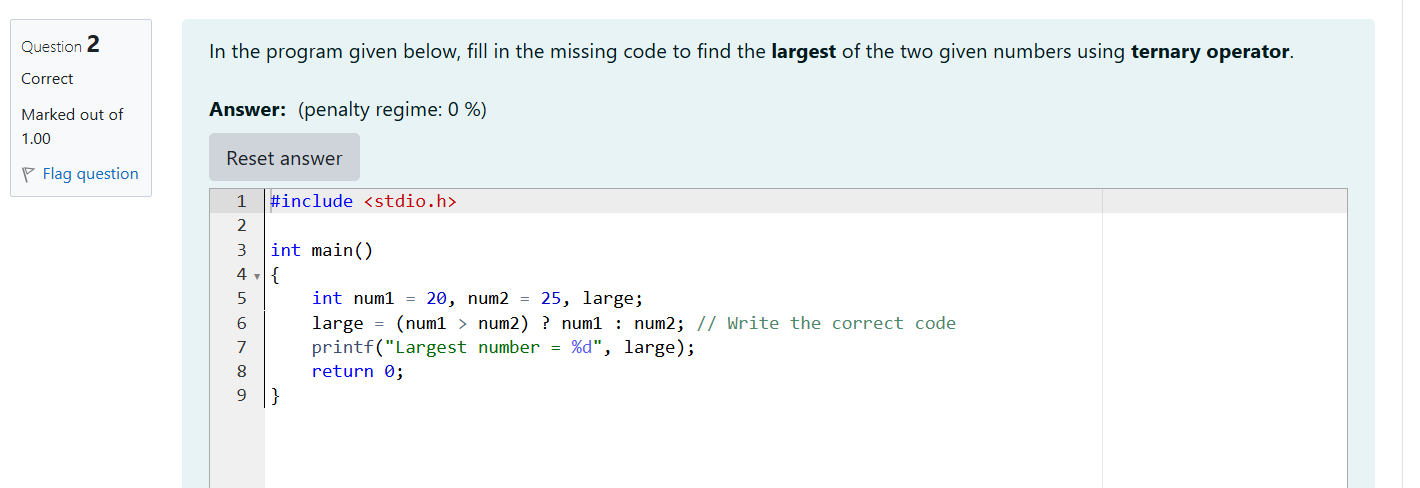 Question 2
Correct
Marked out of
1.00
Flag question
In the program given below, fill in the missing code to find the largest of the two given numbers using ternary operator.
Answer: (penalty regime: 0 %)
Reset answer
1 #include <stdio.h>
2
3 int main()
4 {
5     int num1 = 20, num2 = 25, large;
6     large = (num1 > num2) ? num1 : num2; // Write the correct code
7     printf("Largest number = %d", large);
8     return 0;
9 }